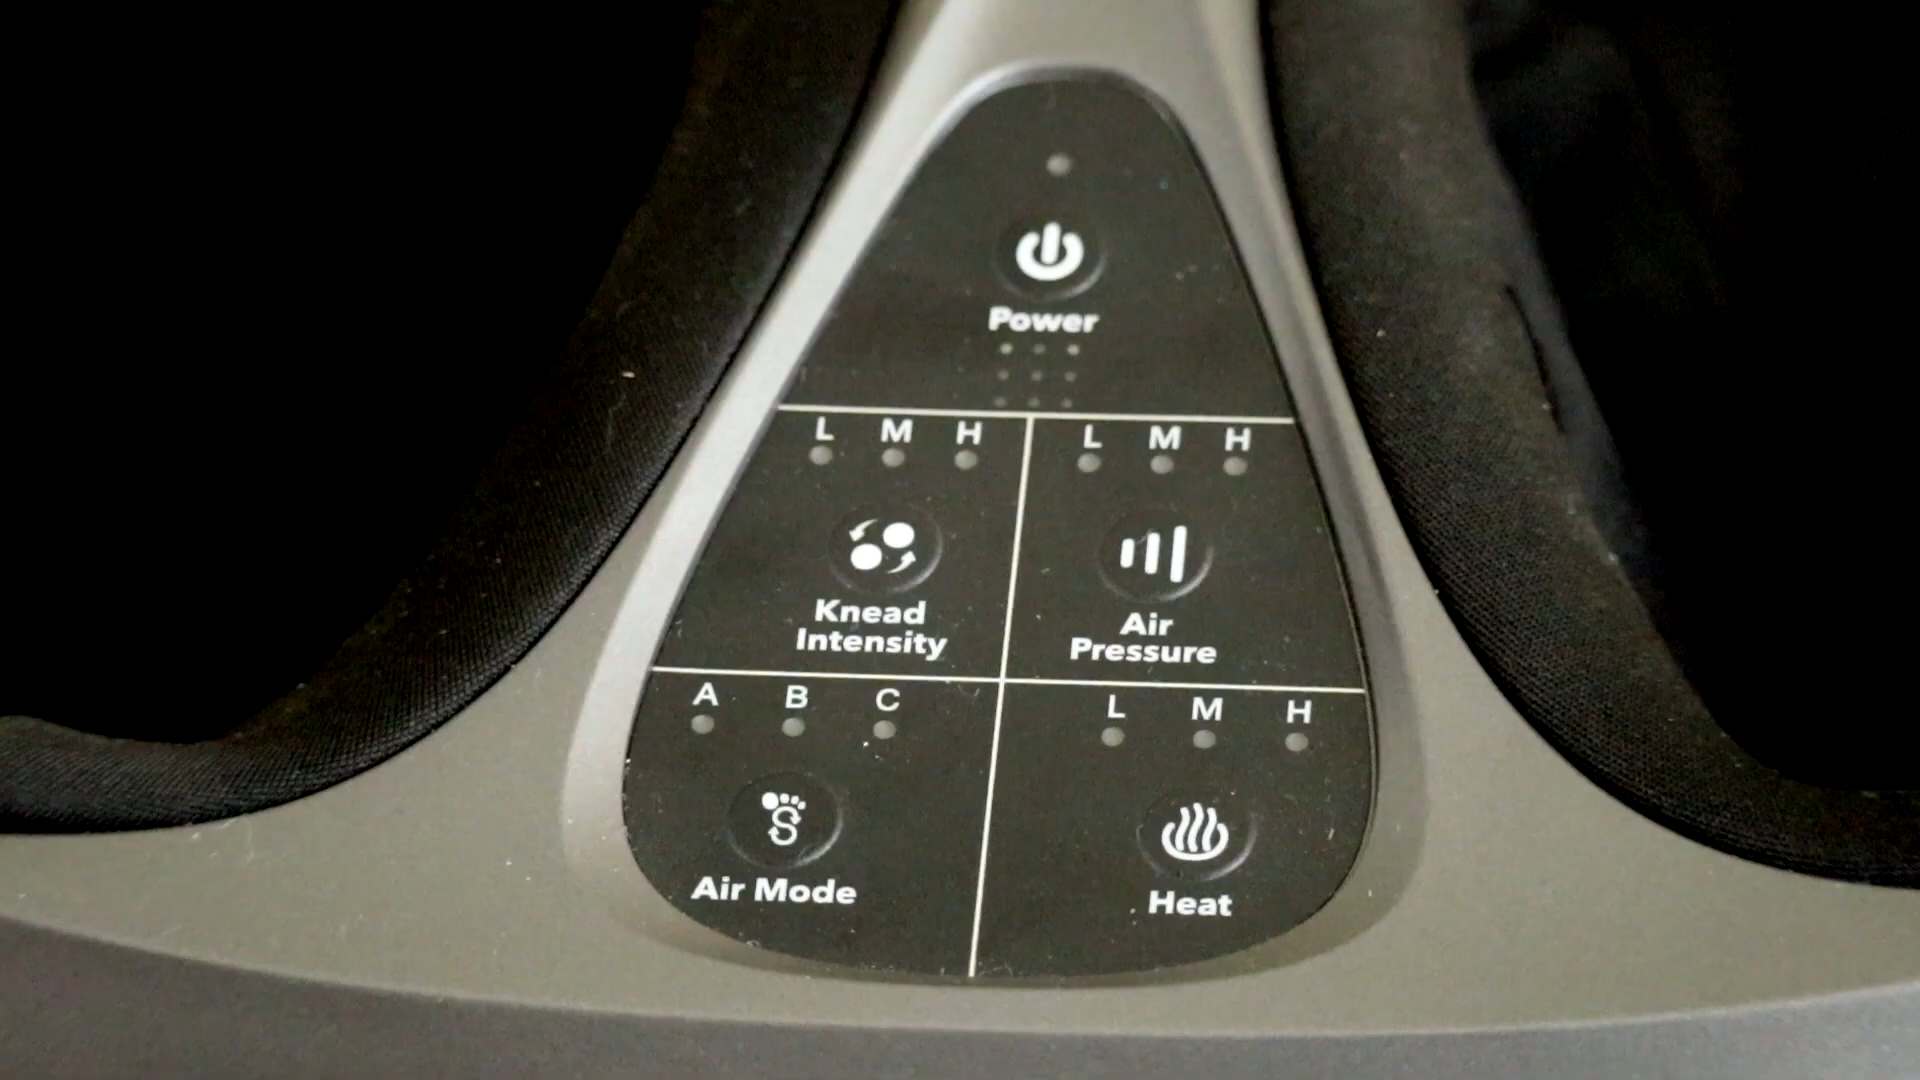 Power
L M H
L M H
Knead
Intensity
Air
Pressure
A B C
L M H
Air Mode
Heat